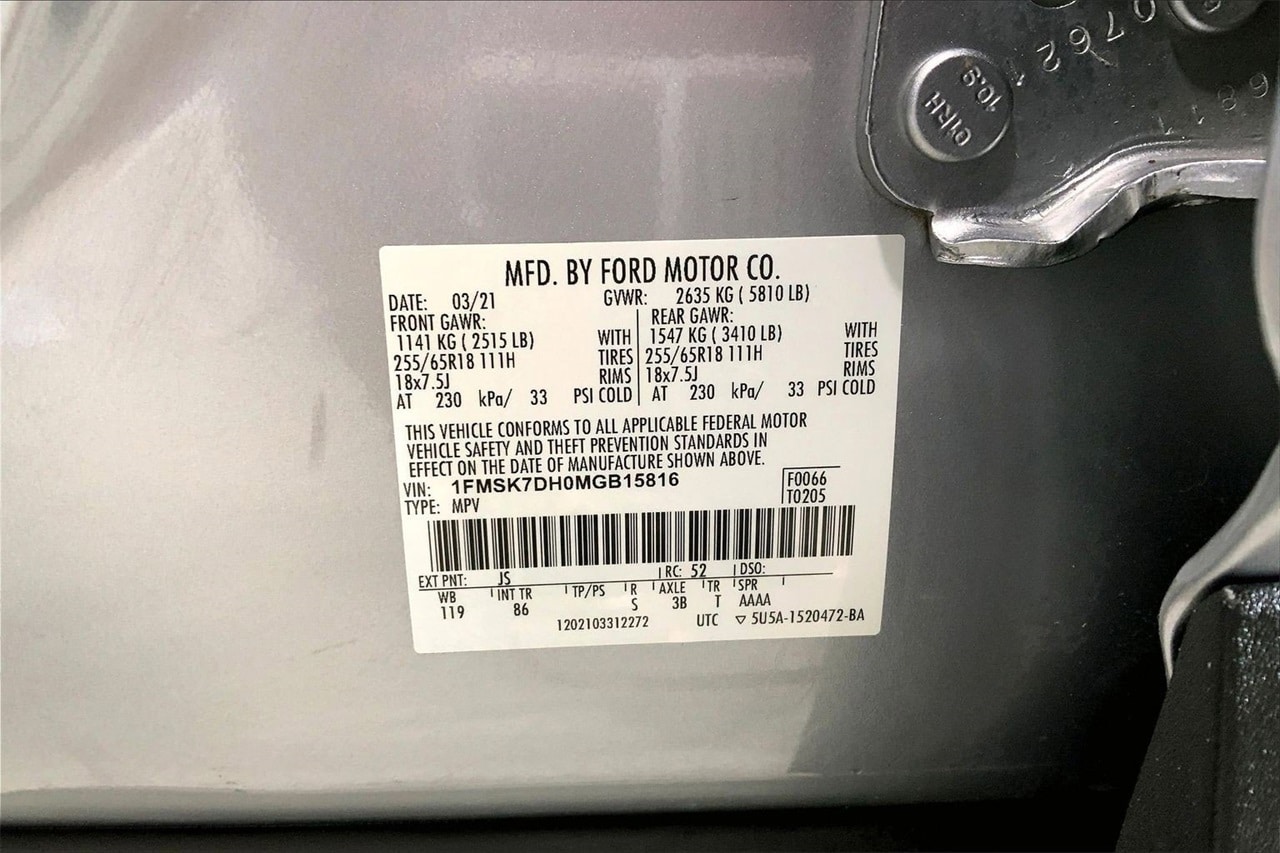 0762 1
681 1
01RH 10.9
MFD. BY FORD MOTOR CO.
DATE: 03/21 GVWR: 2635 KG ( 5810 LB)
FRONT GAWR: REAR GAWR:
1141 KG ( 2515 LB) WITH 1547 KG ( 3410 LB) WITH
255/65R18 111H TIRES 255/65R18 111H TIRES
18x7.5J RIMS 18x7.5J RIMS
AT 230 kPa/ 33 PSI COLD AT 230 kPa/ 33 PSI COLD
THIS VEHICLE CONFORMS TO ALL APPLICABLE FEDERAL MOTOR
VEHICLE SAFETY AND THEFT PREVENTION STANDARDS IN
EFFECT ON THE DATE OF MANUFACTURE SHOWN ABOVE.
VIN: 1FMSK7DH0MGB15816 F0066
TYPE: MPV T0205
EXT PNT: JS RC: 52 DSO:
WB INT TR TP/PS R AXLE TR SPR
119 86 S 3B T AAAA
1202103312272 UTC ▽ 5U5A-1520472-BA